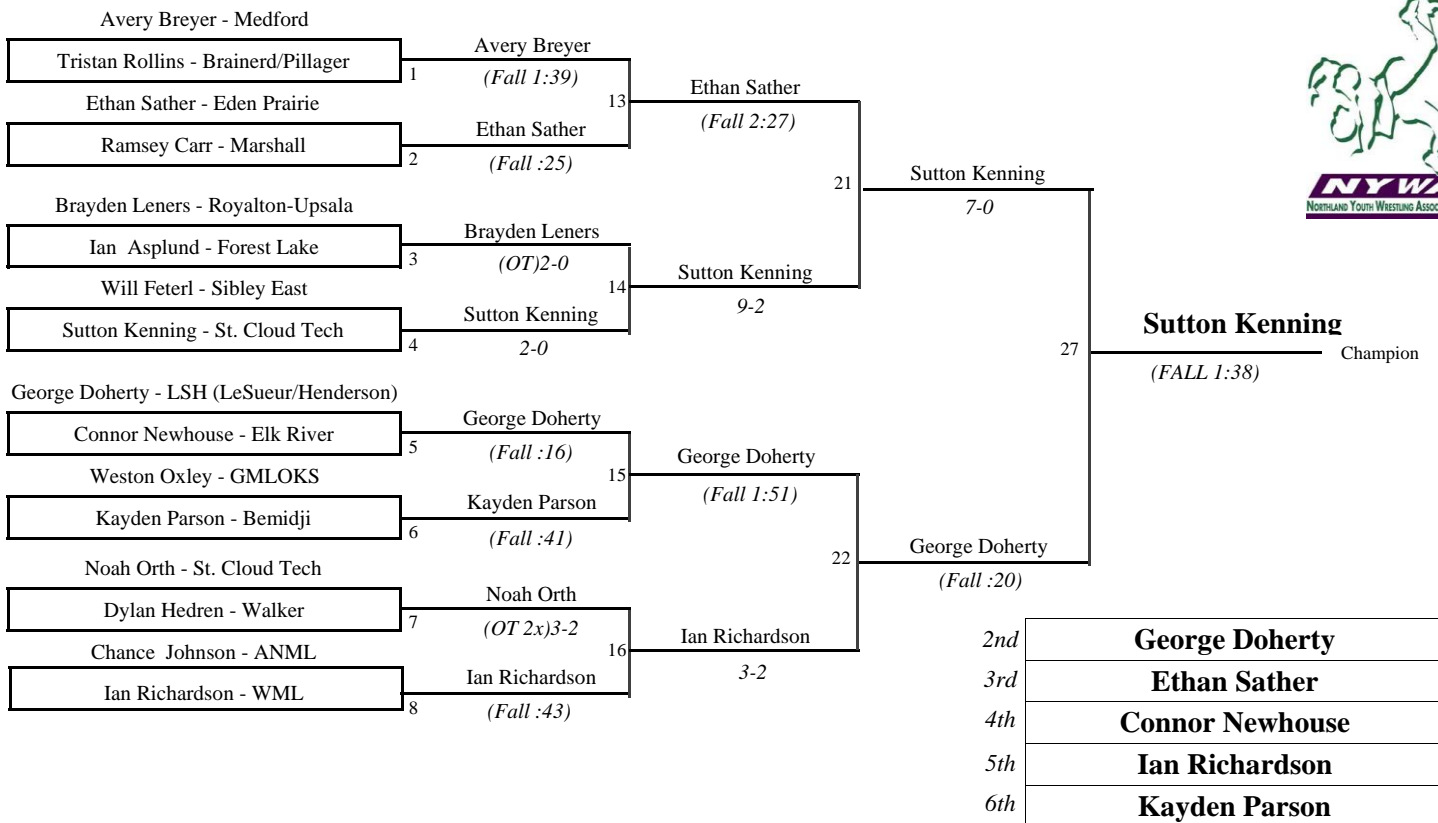 Avery Breyer - Medford
Tristan Rollins - Brainerd/Pillager
1
Ethan Sather - Eden Prairie
Ramsey Carr - Marshall
2
Brayden Leners - Royalton-Upsala
Ian Asplund - Forest Lake
3
Will Feterl - Sibley East
Sutton Kenning - St. Cloud Tech
4
George Doherty - LSH (LeSueur/Henderson)
Connor Newhouse - Elk River
5
Weston Oxley - GMLOKS
Kayden Parson - Bemidji
6
Noah Orth - St. Cloud Tech
Dylan Hedren - Walker
7
Chance Johnson - ANML
Ian Richardson - WML
8
Avery Breyer
(Fall 1:39)
13
Ethan Sather
(Fall :25)
Brayden Leners
(OT)2-0
14
Sutton Kenning
2-0
George Doherty
(Fall :16)
15
Kayden Parson
(Fall :41)
Noah Orth
(OT 2x)3-2
16
Ian Richardson
(Fall :43)
Ethan Sather
(Fall 2:27)
21
Sutton Kenning
9-2
George Doherty
(Fall 1:51)
22
Ian Richardson
3-2
Sutton Kenning
7-0
27
George Doherty
(Fall :20)
Sutton Kenning
Champion
(FALL 1:38)
NYWA
NORTHLAND YOUTH WRESTLING
2nd George Doherty
3rd Ethan Sather
4th Connor Newhouse
5th Ian Richardson
6th Kayden Parson